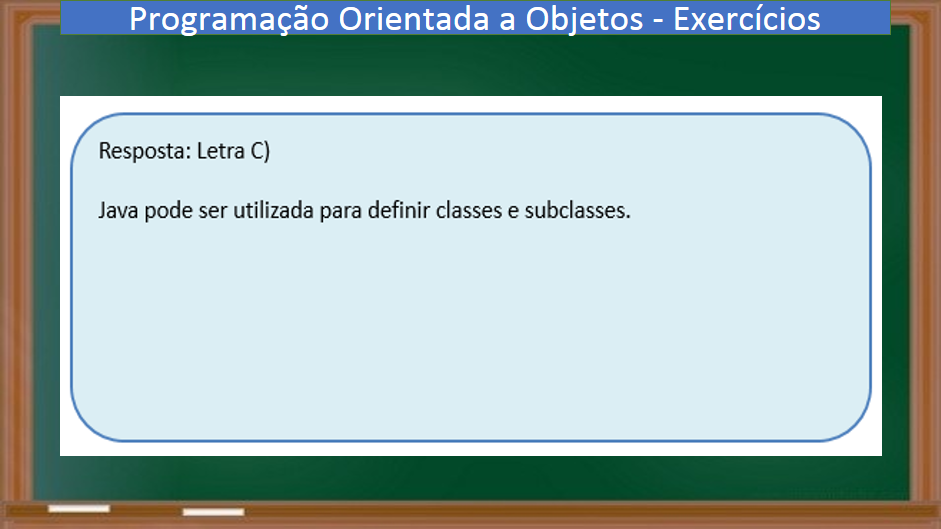 Programação Orientada a Objetos - Exercícios
Resposta: Letra C)
Java pode ser utilizada para definir classes e subclasses.